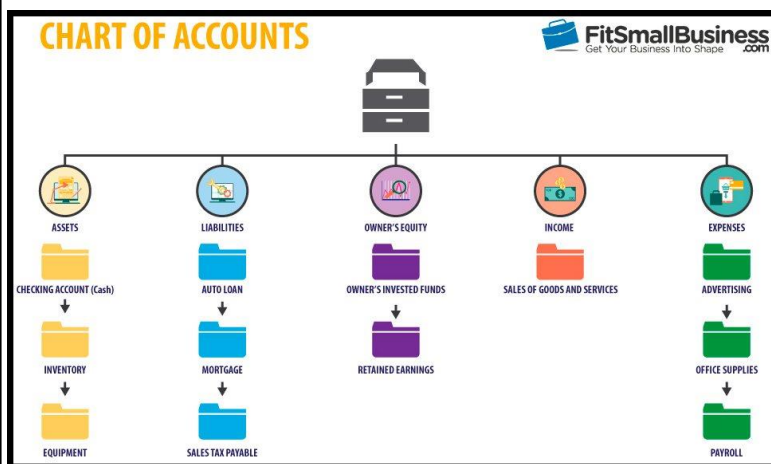 CHART OF ACCOUNTS
FitSmallBusiness
Get Your Business Into Shape .com
ASSETS
LIABILITIES
OWNER'S EQUITY
INCOME
EXPENSES
CHECKING ACCOUNT (Cash)
AUTO LOAN
OWNER'S INVESTED FUNDS
SALES OF GOODS AND SERVICES
ADVERTISING
INVENTORY
MORTGAGE
RETAINED EARNINGS
OFFICE SUPPLIES
EQUIPMENT
SALES TAX PAYABLE
PAYROLL